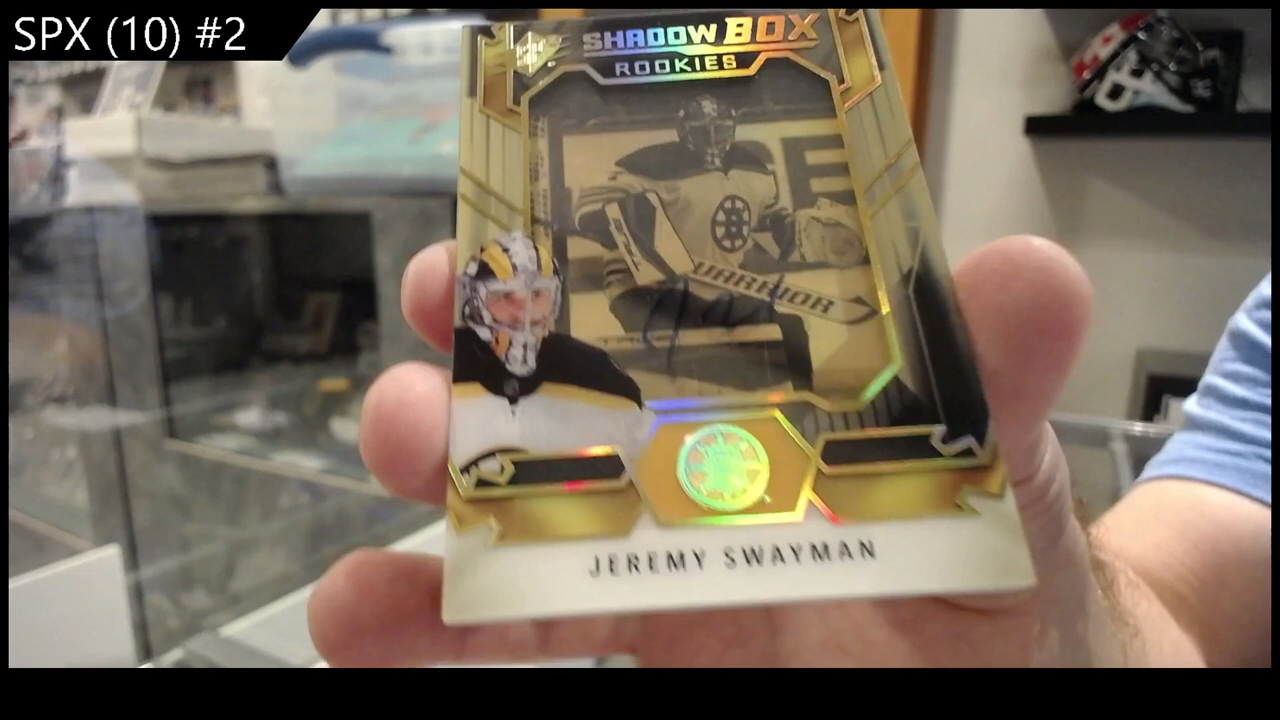 SPX (10) #2
SHADOW BOX
ROOKIES
B
WARRIOR
JEREMY SWAYMAN